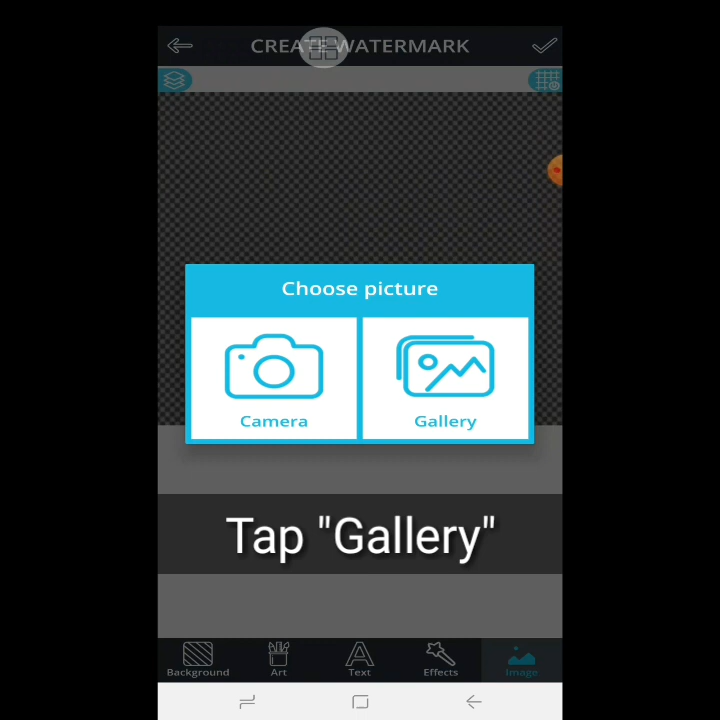 CREATE WATERMARK
Choose picture
Camera
Gallery
Tap "Gallery"
Background
Art
Text
Effects
Image